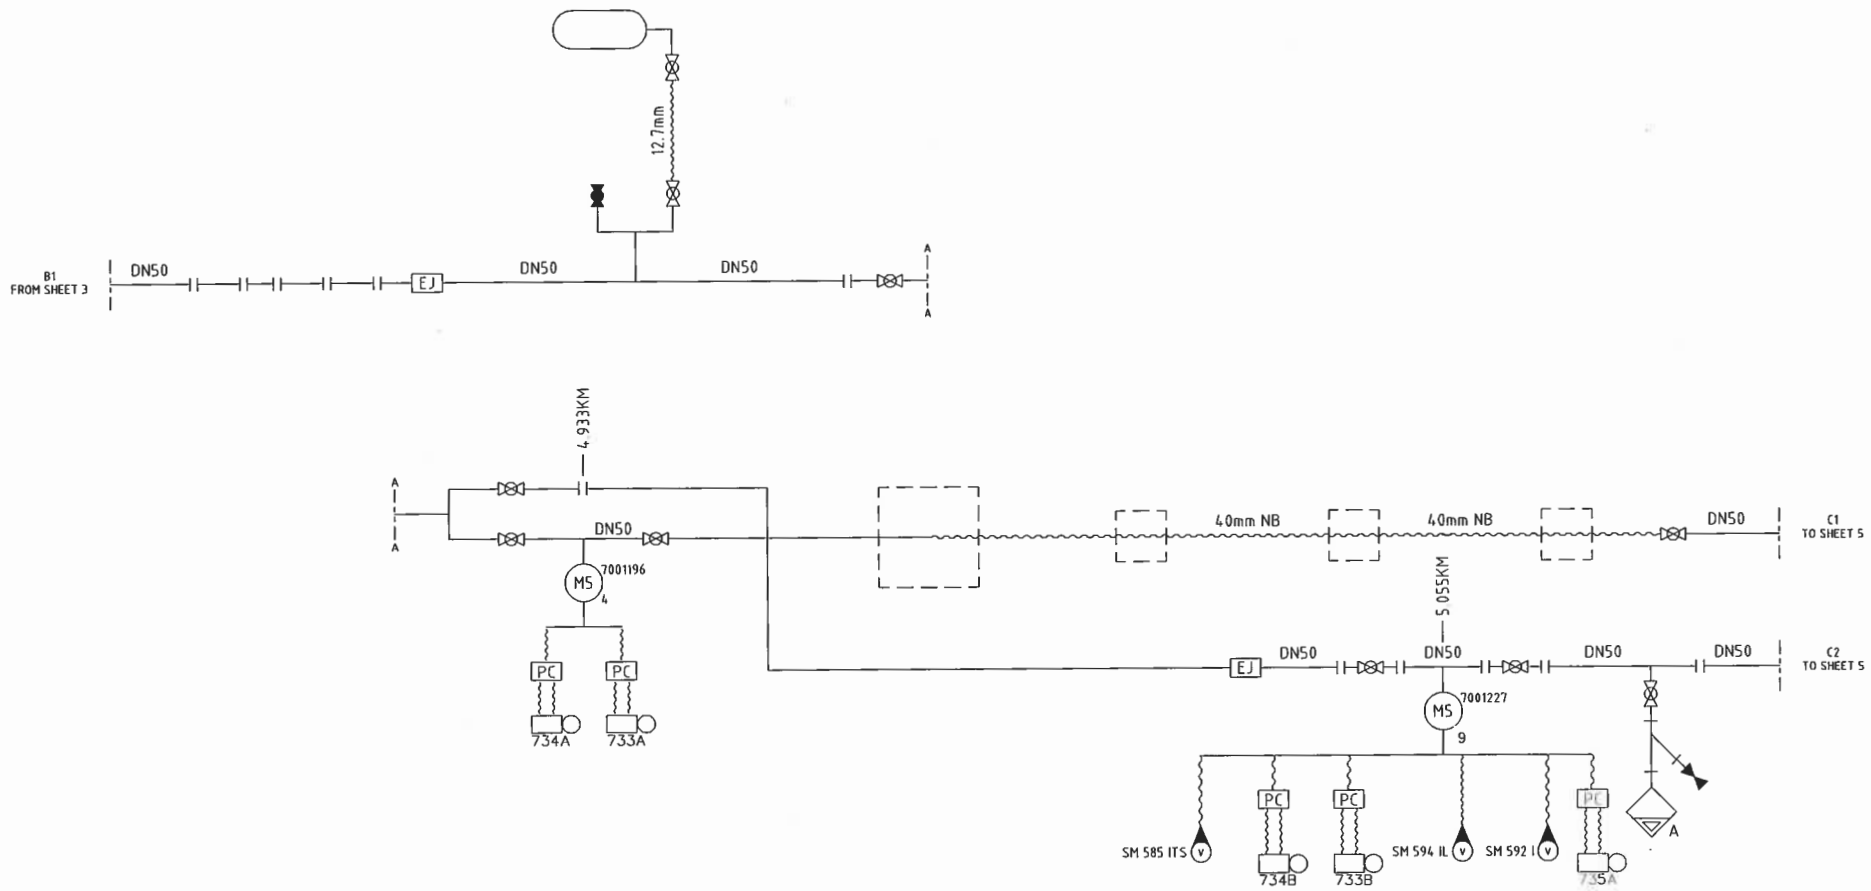 12.7mm
B1
FROM SHEET 3
DN50
EJ
DN50
DN50
A
A
4.933KM
A
A
DN50
40mm NB
40mm NB
DN50
C1
TO SHEET 5
MS
7001196
4
PC
PC
734A
733A
5.055KM
EJ
DN50
DN50
DN50
DN50
C2
TO SHEET 5
MS
7001227
9
PC
PC
PC
A
SM 585 ITS
V
SM 594 IL
V
SM 592 I
V
734B
733B
735A